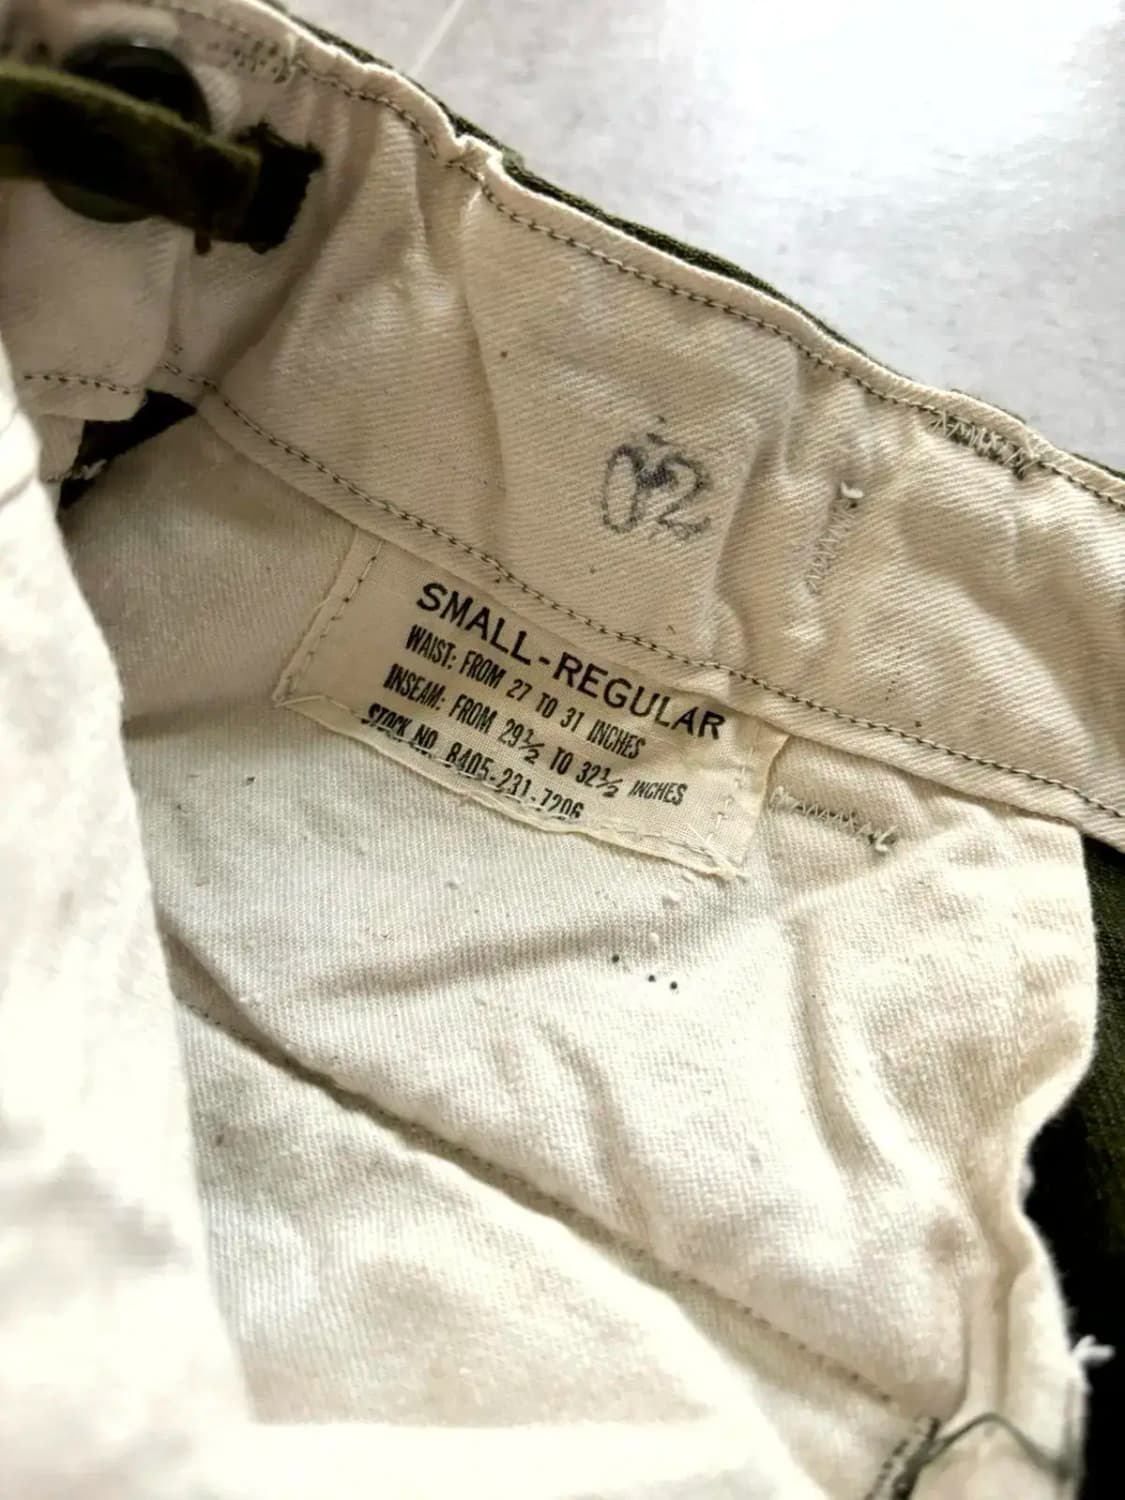 02
SMALL-REGULAR
WAIST: FROM 27 TO 31 INCHES
INSEAM: FROM 29½ TO 32½ INCHES
STOCK NO. 8405-231-7206